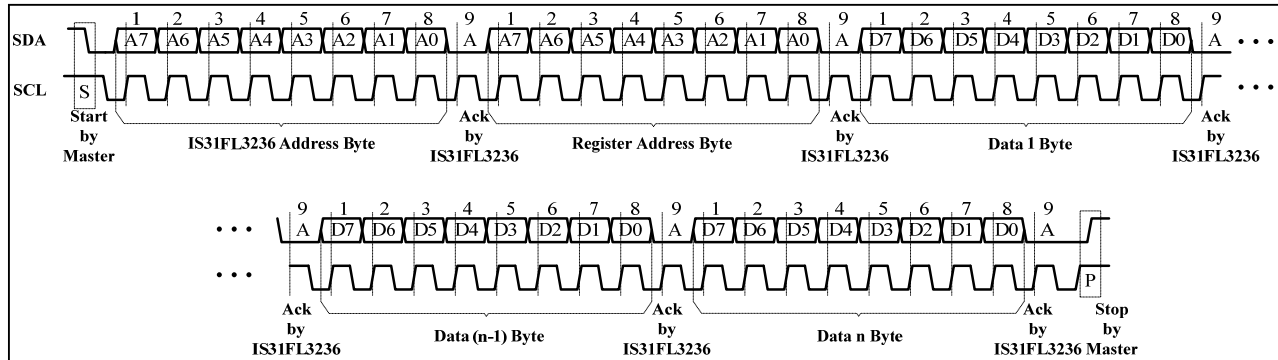 1 2 3 4 5 6 7 8 9 1 2 3 4 5 6 7 8 9 1 2 3 4 5 6 7 8 9
SDA A7 A6 A5 A4 A3 A2 A1 A0 A A7 A6 A5 A4 A3 A2 A1 A0 A D7 D6 D5 D4 D3 D2 D1 D0 A • • •
SCL S • • •
Start by Master
IS31FL3236 Address Byte
Ack by IS31FL3236
Register Address Byte
Ack by IS31FL3236
Data 1 Byte
Ack by IS31FL3236
9 1 2 3 4 5 6 7 8 9 1 2 3 4 5 6 7 8 9
• • • A D7 D6 D5 D4 D3 D2 D1 D0 A D7 D6 D5 D4 D3 D2 D1 D0 A
• • • P
Ack by IS31FL3236
Data (n-1) Byte
Ack by IS31FL3236
Data n Byte
Ack by IS31FL3236
Stop by Master